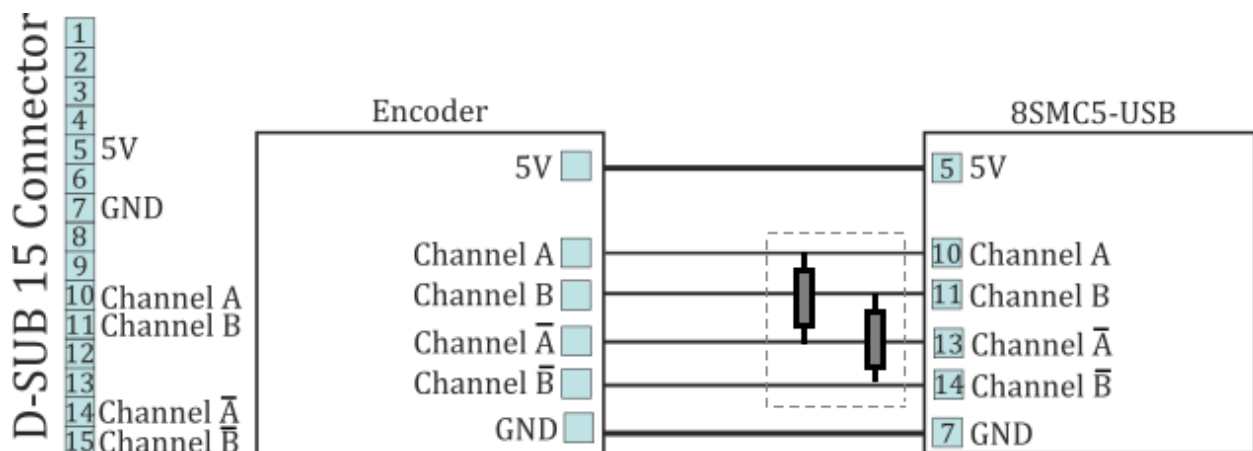 D-SUB 15 Connector
1
2
3
4
5 5V
6
7 GND
8
9
10 Channel A
11 Channel B
12
13
14 Channel A̅
15 Channel B̅
Encoder
5V
Channel A
Channel B
Channel A̅
Channel B̅
GND
8SMC5-USB
5 5V
10 Channel A
11 Channel B
13 Channel A̅
14 Channel B̅
7 GND